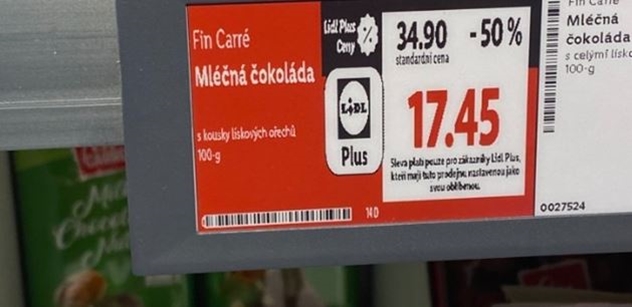 Fin Carré
Mléčná čokoláda
s kousky lískových ořechů
100-g
Lidl Plus
Ceny
%
LIDL
Plus
34.90 -50%
standardní cena
17.45
Sleva platí pouze pro zákazníky Lidl Plus,
kteří mají tuto prodejnu nastavenou jako
svou oblíbenou.
14D
Fin Carré
Mléčná
čokoláda
s celými
100-g
0027524